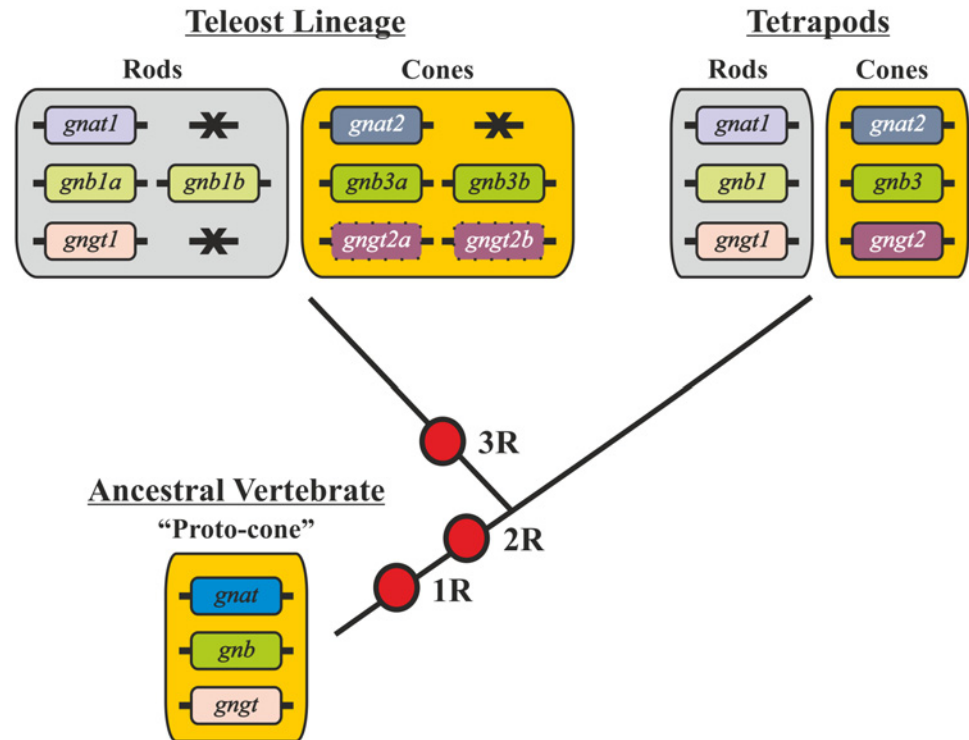 Teleost Lineage
Tetrapods
Rods
Cones
Rods
Cones
gnat1 X
gnat2 X
gnat1
gnat2
gnb1a gnb1b
gnb3a gnb3b
gnb1
gnb3
gngt1 X
gngt2a gngt2b
gngt1
gngt2
3R
Ancestral Vertebrate
“Proto-cone”
2R
1R
gnat
gnb
gngt